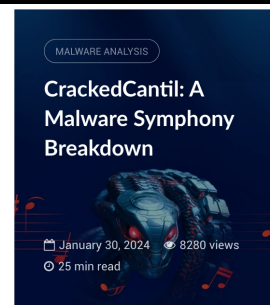 MALWARE ANALYSIS
CrackedCantil: A
Malware Symphony
Breakdown
January 30, 2024 8280 views
25 min read